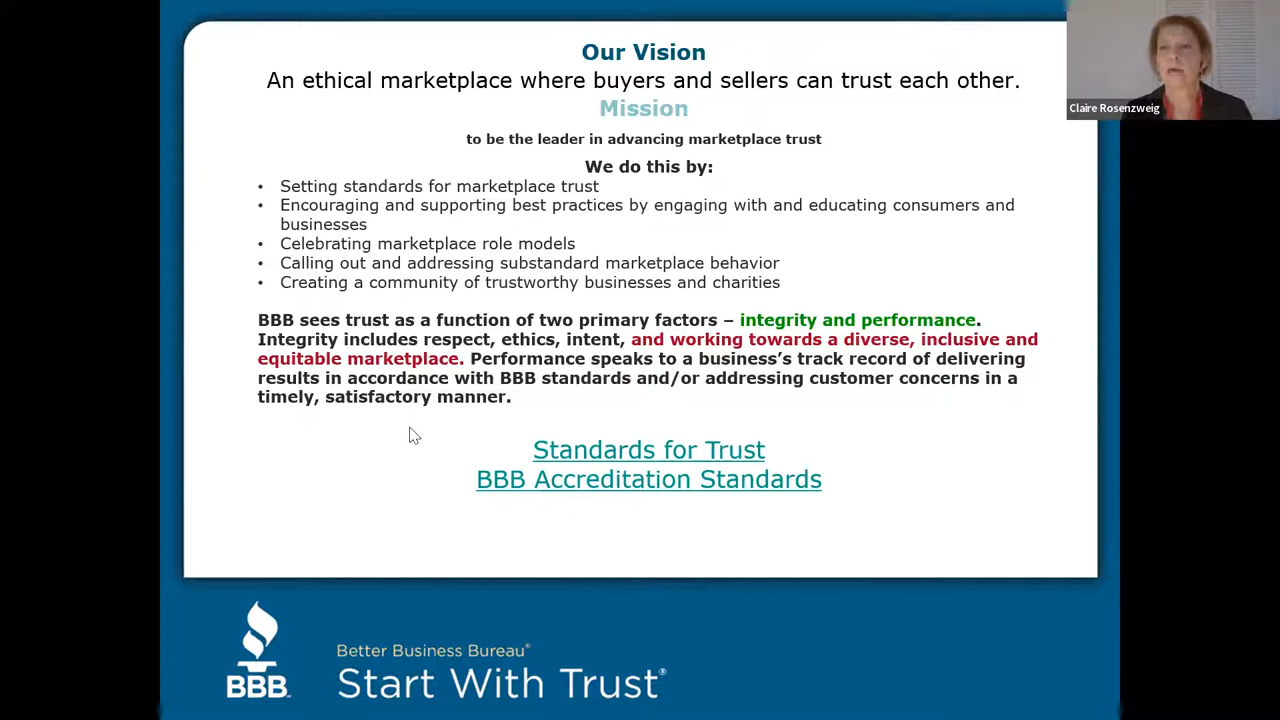 Our Vision
An ethical marketplace where buyers and sellers can trust each other.
Mission
to be the leader in advancing marketplace trust
We do this by:
• Setting standards for marketplace trust
• Encouraging and supporting best practices by engaging with and educating consumers and
businesses
• Celebrating marketplace role models
• Calling out and addressing substandard marketplace behavior
• Creating a community of trustworthy businesses and charities
BBB sees trust as a function of two primary factors – integrity and performance.
Integrity includes respect, ethics, intent, and working towards a diverse, inclusive and
equitable marketplace. Performance speaks to a business’s track record of delivering
results in accordance with BBB standards and/or addressing customer concerns in a
timely, satisfactory manner.
Standards for Trust
BBB Accreditation Standards
Claire Rosenzweig
BBB
Better Business Bureau®
Start With Trust®